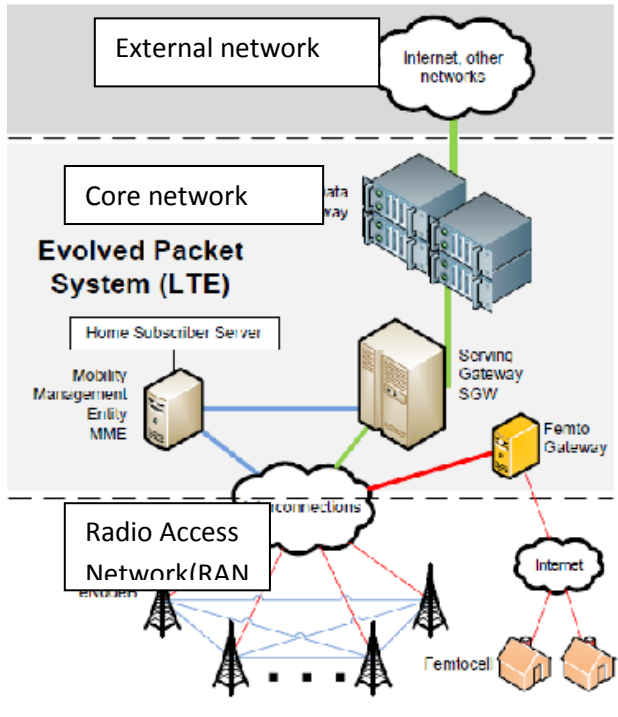 External network
Internet, other
networks
Core network
Evolved Packet
System (LTE)
Home Subscriber Server
Mobility
Management
Entity
MME
Serving
Gateway
SGW
Femto
Gateway
Radio Access
Network(RAN
Internet
Femtocell